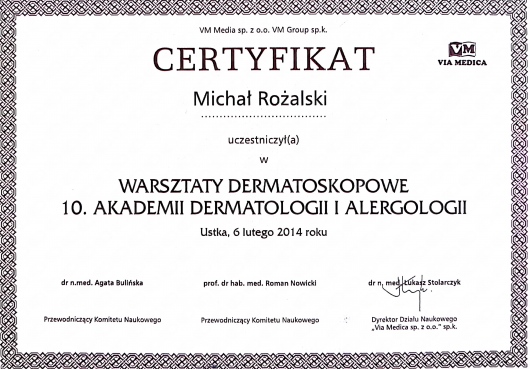 VM Media sp. z o.o. VM Group sp.k.
CERTYFIKAT
VM
VIA MEDICA
Michał Rożalski
uczestniczył(a)
w
WARSZTATY DERMATOSKOPOWE
10. AKADEMII DERMATOLOGII I ALERGOLOGII
Ustka, 6 lutego 2014 roku
dr n.med. Agata Bulińska
prof. dr hab. med. Roman Nowicki
dr n. med. Łukasz Stolarczyk
Przewodniczący Komitetu Naukowego
Przewodniczący Komitetu Naukowego
Dyrektor Działu Naukowego
„Via Medica sp. z o.o." sp.k.